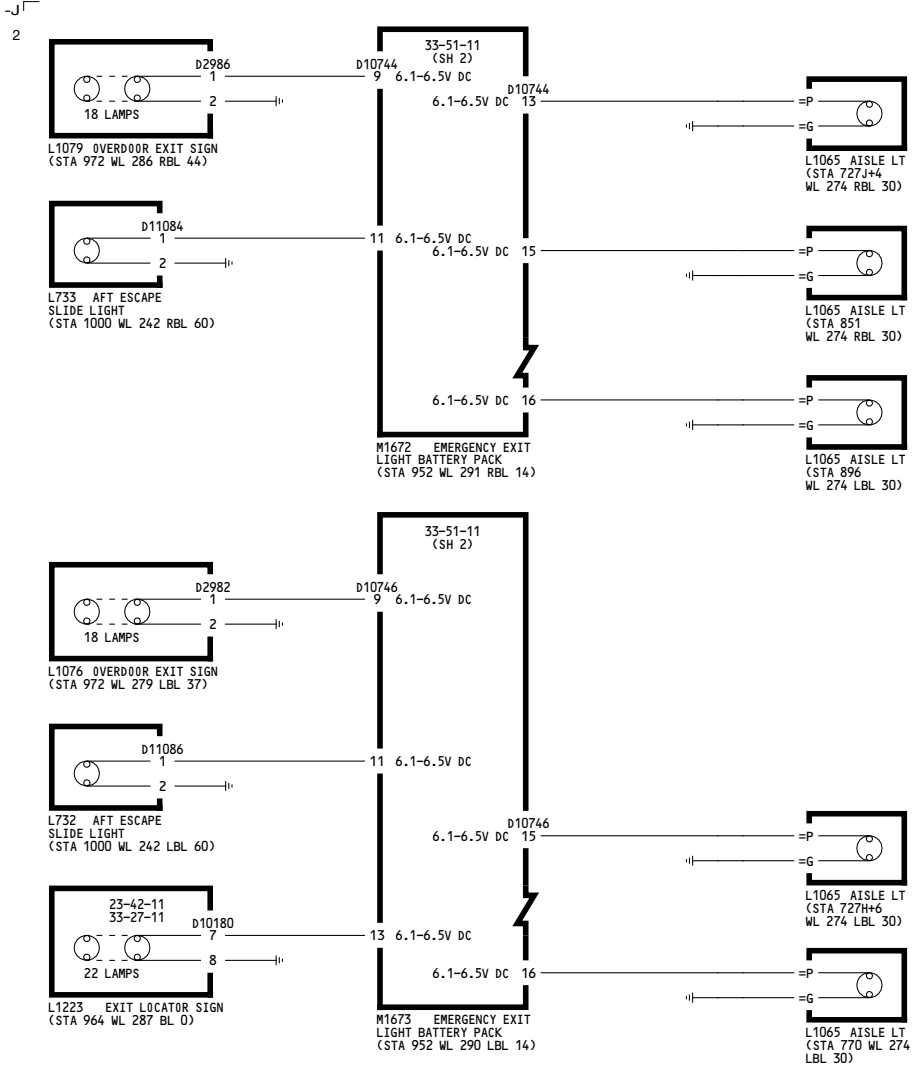 -J
2
33-51-11
(SH 2)
D2986
1
2
18 LAMPS
L1079 OVERDOOR EXIT SIGN
(STA 972 WL 286 RBL 44)
D10744
9 6.1-6.5V DC
D10744
6.1-6.5V DC 13
=P
=G
L1065 AISLE LT
(STA 727J+4
WL 274 RBL 30)
D11084
1
2
L733 AFT ESCAPE
SLIDE LIGHT
(STA 1000 WL 242 RBL 60)
11 6.1-6.5V DC
6.1-6.5V DC 15
=P
=G
L1065 AISLE LT
(STA 851
WL 274 RBL 30)
6.1-6.5V DC 16
=P
=G
L1065 AISLE LT
(STA 896
WL 274 LBL 30)
M1672 EMERGENCY EXIT
LIGHT BATTERY PACK
(STA 952 WL 291 RBL 14)
33-51-11
(SH 2)
D2982
1
2
18 LAMPS
L1076 OVERDOOR EXIT SIGN
(STA 972 WL 279 LBL 37)
D10746
9 6.1-6.5V DC
D11086
1
2
L732 AFT ESCAPE
SLIDE LIGHT
(STA 1000 WL 242 LBL 60)
11 6.1-6.5V DC
D10746
6.1-6.5V DC 15
=P
=G
L1065 AISLE LT
(STA 727H+6
WL 274 LBL 30)
23-42-11
33-27-11
D10180
7
8
22 LAMPS
L1223 EXIT LOCATOR SIGN
(STA 964 WL 287 BL 0)
13 6.1-6.5V DC
6.1-6.5V DC 16
=P
=G
L1065 AISLE LT
(STA 770 WL 274
LBL 30)
M1673 EMERGENCY EXIT
LIGHT BATTERY PACK
(STA 952 WL 290 LBL 14)